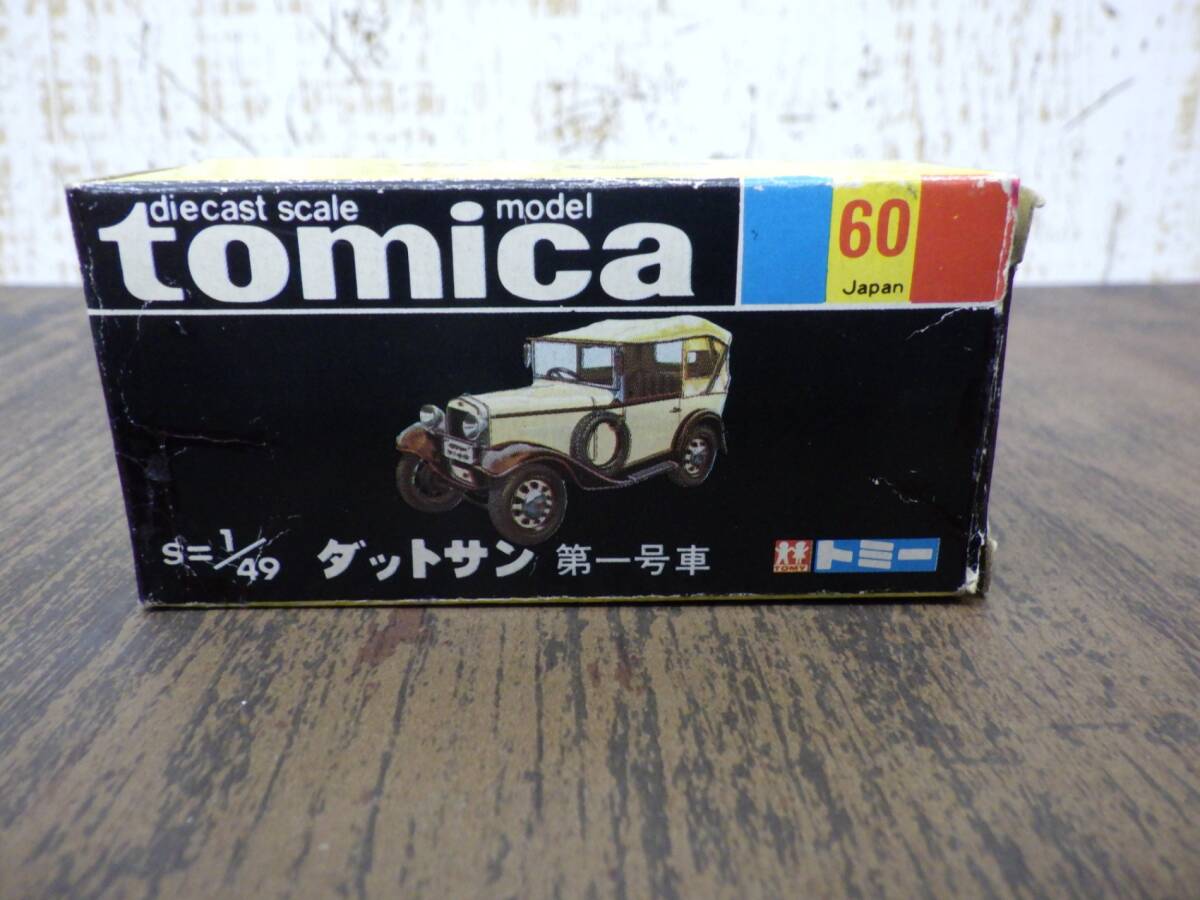 diecast scale model
tomica
60
Japan
S=1/49 ダットサン 第一号車
TOMY トミー